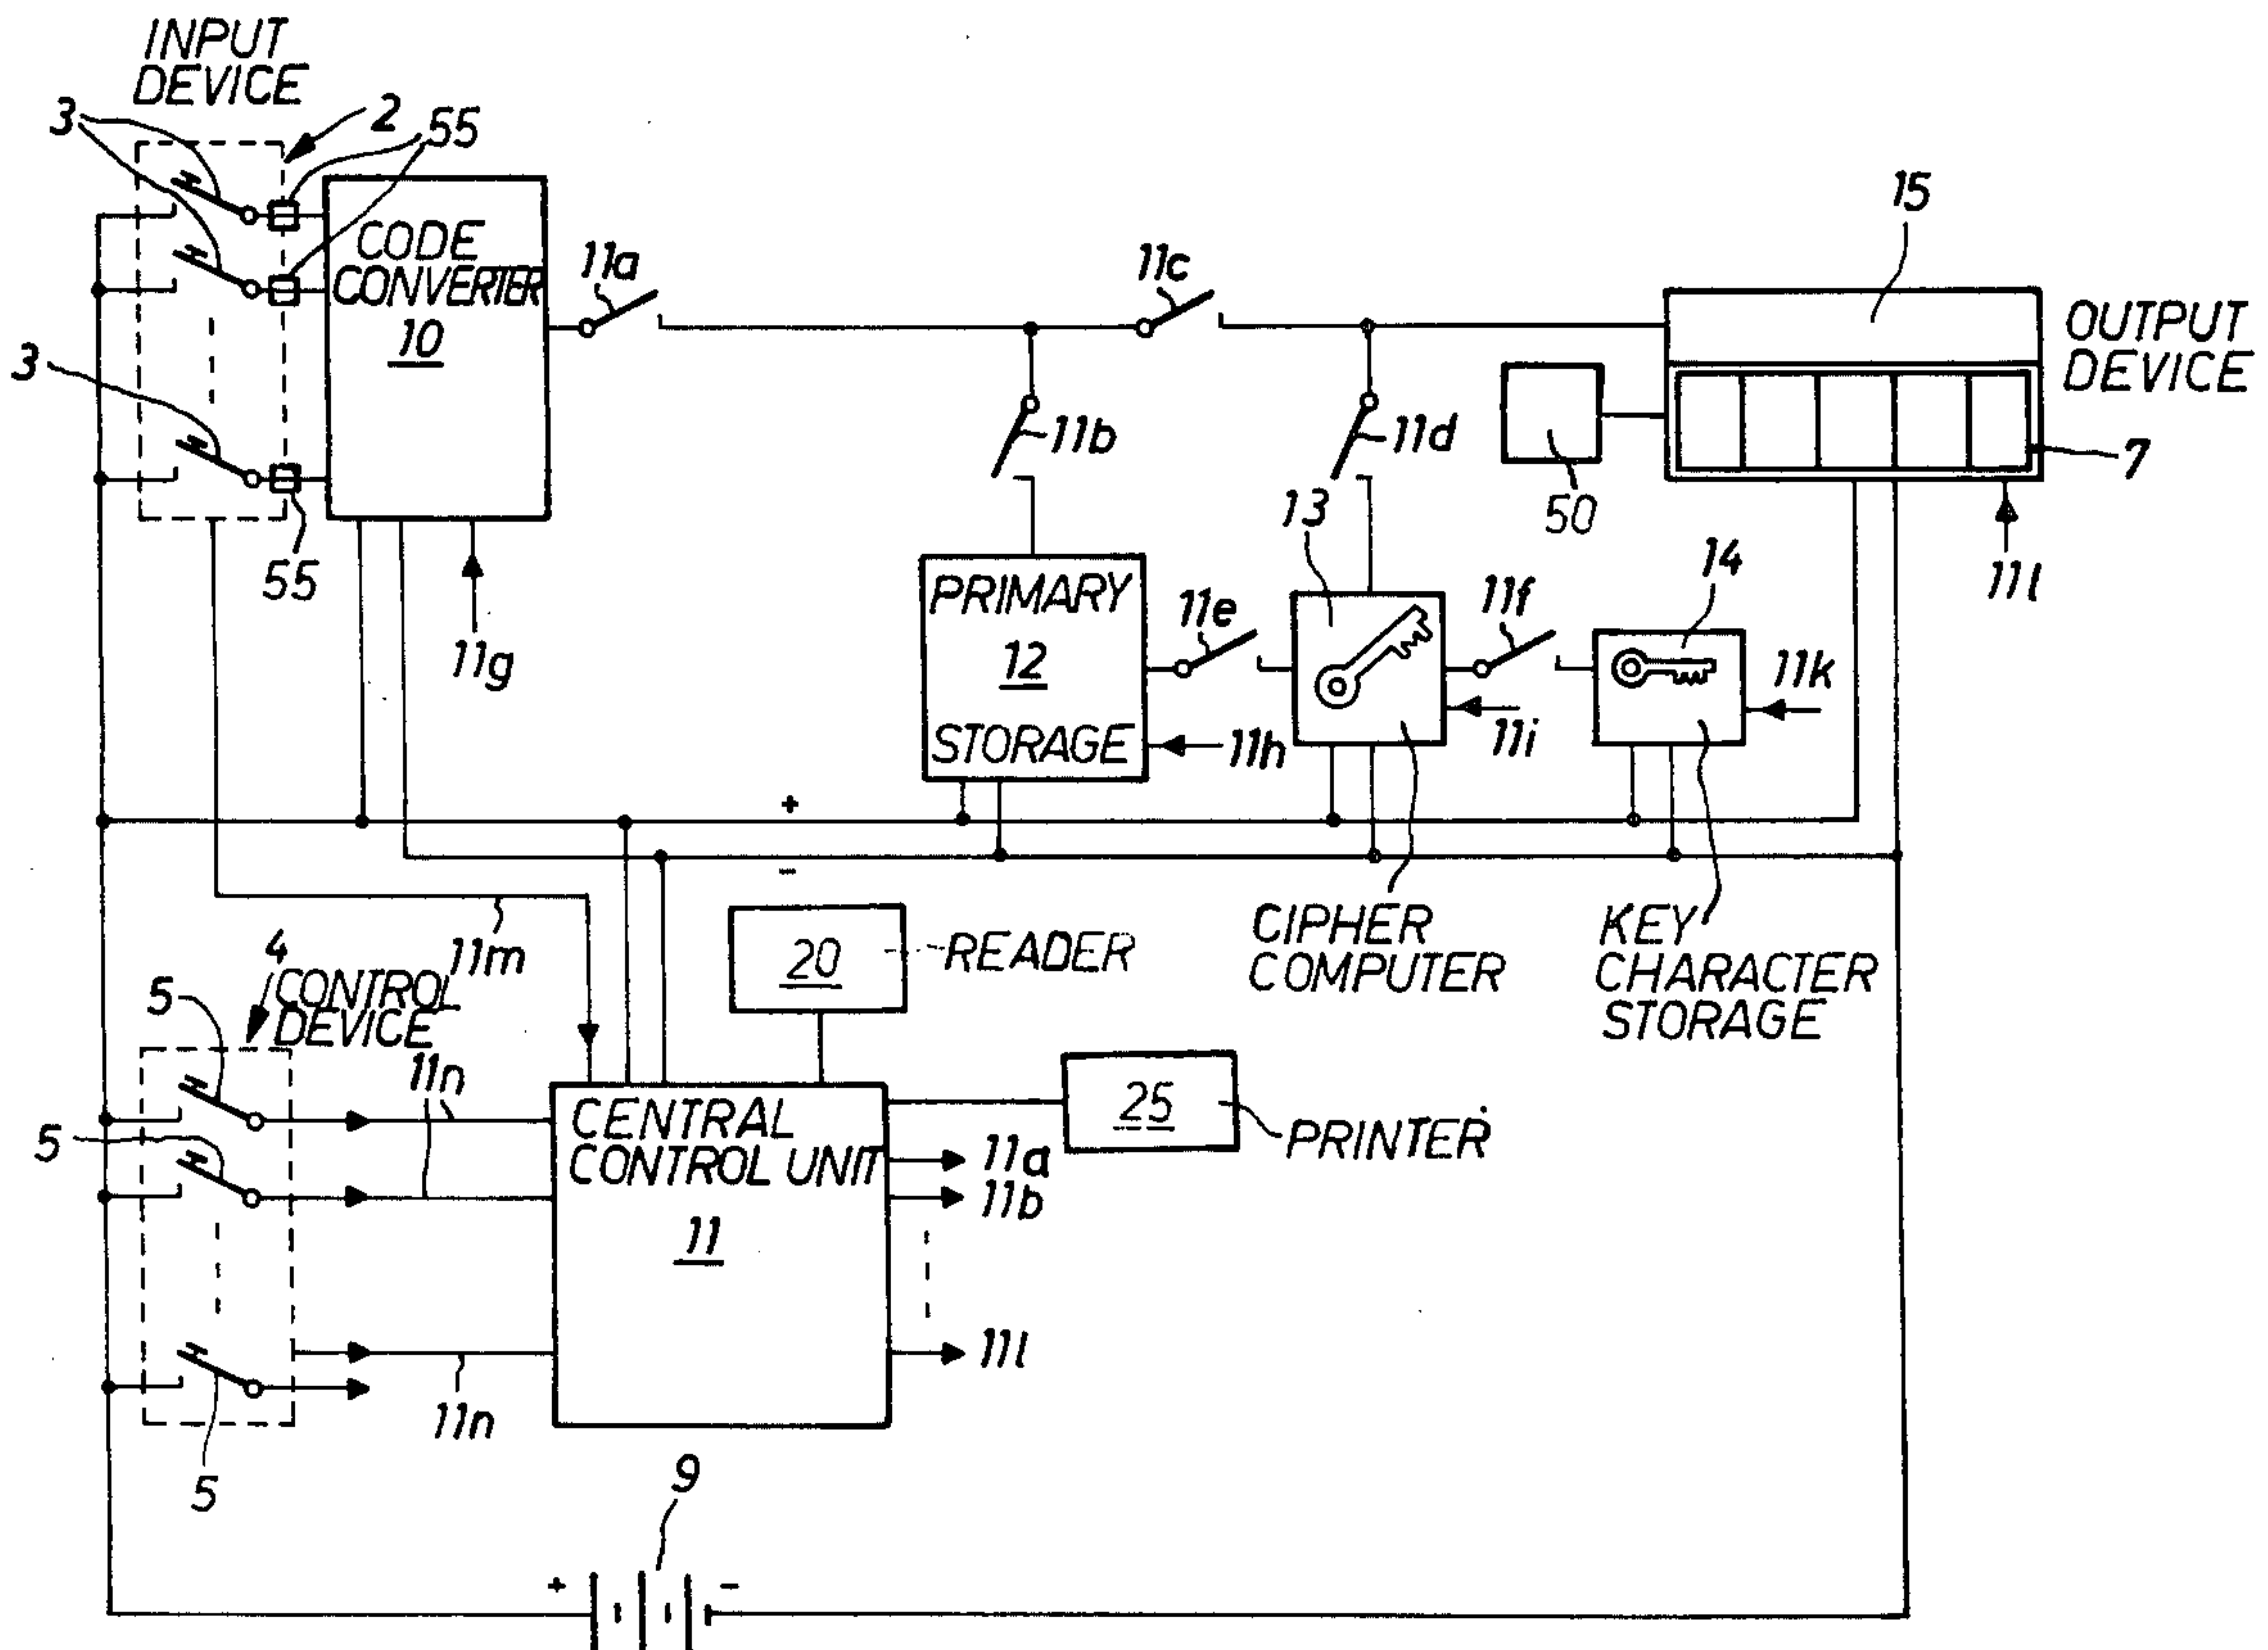 INPUT
DEVICE
3
2
55
CODE
CONVERTER
10
11a
11c
15
OUTPUT
DEVICE
3
11b
11d
50
7
55
11g
13
14
11l
PRIMARY
12
STORAGE
11e
11f
11k
11h
11i
+
-
11m
20
READER
CIPHER
COMPUTER
KEY
CHARACTER
STORAGE
4
CONTROL
DEVICE
5
11n
5
CENTRAL
CONTROL UNIT
11
25
PRINTER
11a
11b
11l
11n
5
9
+
-